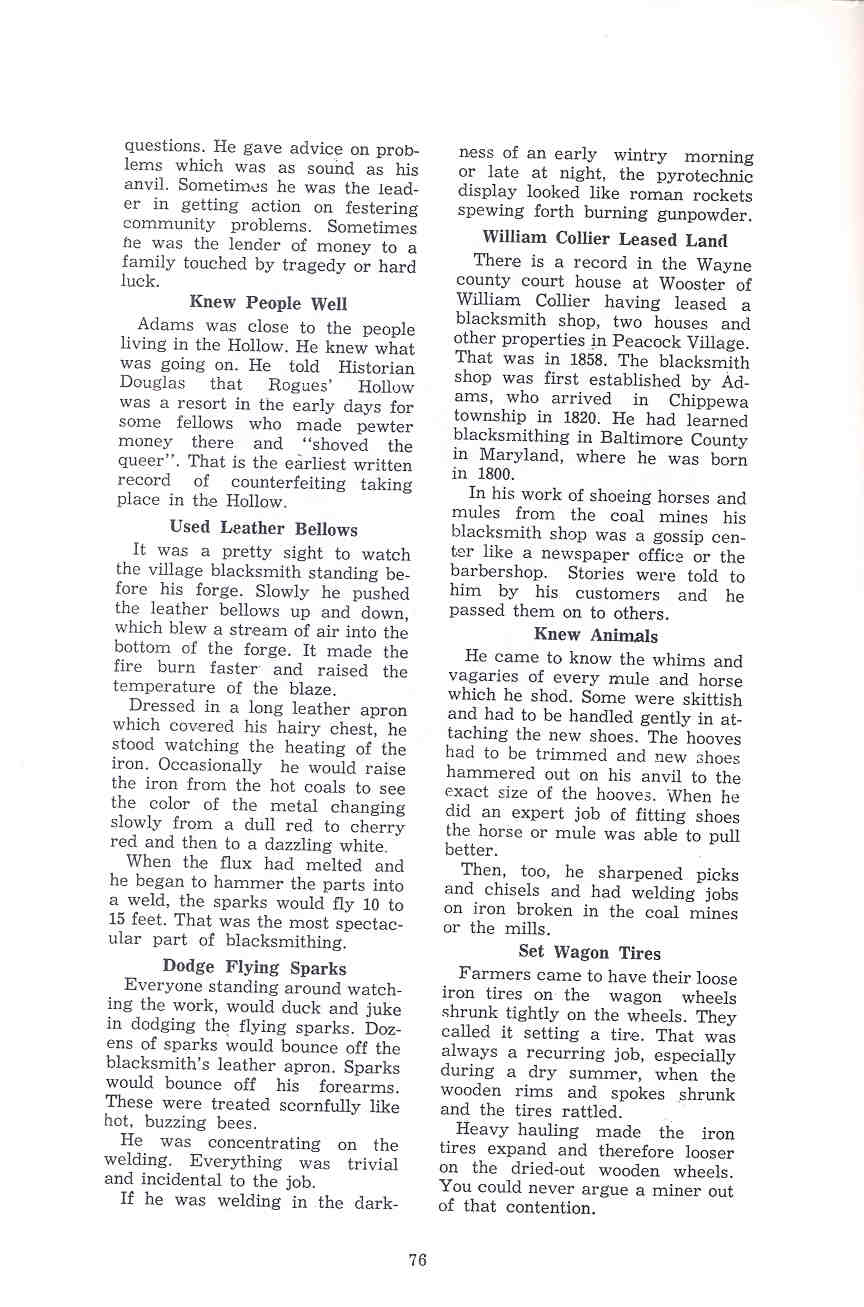 questions. He gave advice on prob-
lems which was as sound as his
anvil. Sometimes he was the lead-
er in getting action on festering
community problems. Sometimes
he was the lender of money to a
family touched by tragedy or hard
luck.
Knew People Well
Adams was close to the people
living in the Hollow. He knew what
was going on. He told Historian
Douglas that Rogues' Hollow
was a resort in the early days for
some fellows who made pewter
money there and "shoved the
queer". That is the earliest written
record of counterfeiting taking
place in the Hollow.
Used Leather Bellows
It was a pretty sight to watch
the village blacksmith standing be-
fore his forge. Slowly he pushed
the leather bellows up and down,
which blew a stream of air into the
bottom of the forge. It made the
fire burn faster and raised the
temperature of the blaze.
Dressed in a long leather apron
which covered his hairy chest, he
stood watching the heating of the
iron. Occasionally he would raise
the iron from the hot coals to see
the color of the metal changing
slowly from a dull red to cherry
red and then to a dazzling white.
When the flux had melted and
he began to hammer the parts into
a weld, the sparks would fly 10 to
15 feet. That was the most spectac-
ular part of blacksmithing.
Dodge Flying Sparks
Everyone standing around watch-
ing the work, would duck and juke
in dodging the flying sparks. Doz-
ens of sparks would bounce off the
blacksmith's leather apron. Sparks
would bounce off his forearms.
These were treated scornfully like
hot, buzzing bees.
He was concentrating on the
welding. Everything was trivial
and incidental to the job.
If he was welding in the dark-
ness of an early wintry morning
or late at night, the pyrotechnic
display looked like roman rockets
spewing forth burning gunpowder.
William Collier Leased Land
There is a record in the Wayne
county court house at Wooster of
William Collier having leased a
blacksmith shop, two houses and
other properties in Peacock Village.
That was in 1858. The blacksmith
shop was first established by Ad-
ams, who arrived in Chippewa
township in 1820. He had learned
blacksmithing in Baltimore County
in Maryland, where he was born
in 1800.
In his work of shoeing horses and
mules from the coal mines his
blacksmith shop was a gossip cen-
ter like a newspaper office or the
barbershop. Stories were told to
him by his customers and he
passed them on to others.
Knew Animals
He came to know the whims and
vagaries of every mule and horse
which he shod. Some were skittish
and had to be handled gently in at-
taching the new shoes. The hooves
had to be trimmed and new shoes
hammered out on his anvil to the
exact size of the hooves. When he
did an expert job of fitting shoes
the horse or mule was able to pull
better.
Then, too, he sharpened picks
and chisels and had welding jobs
on iron broken in the coal mines
or the mills.
Set Wagon Tires
Farmers came to have their loose
iron tires on the wagon wheels
shrunk tightly on the wheels. They
called it setting a tire. That was
always a recurring job, especially
during a dry summer, when the
wooden rims and spokes shrunk
and the tires rattled.
Heavy hauling made the iron
tires expand and therefore looser
on the dried-out wooden wheels.
You could never argue a miner out
of that contention.
76